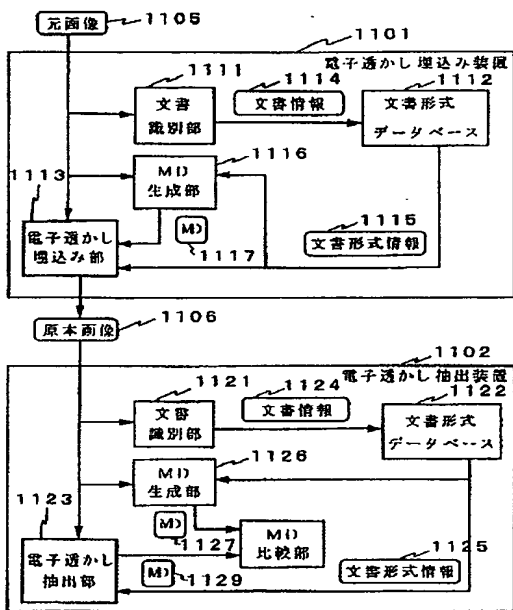 1105
元画像
1101
電子透かし埋込み装置
1111
1114
1112
文書
識別部
文書情報
文書形式
データベース
1116
1113
MD
生成部
1115
電子透かし
埋込み部
MD
1117
文書形式情報
1106
原本画像
1102
電子透かし抽出装置
1121
1124
1122
文書
識別部
文書情報
文書形式
データベース
1126
1123
MD
生成部
MD
1127
MD
比較部
1125
電子透かし
抽出部
MD
1129
文書形式情報